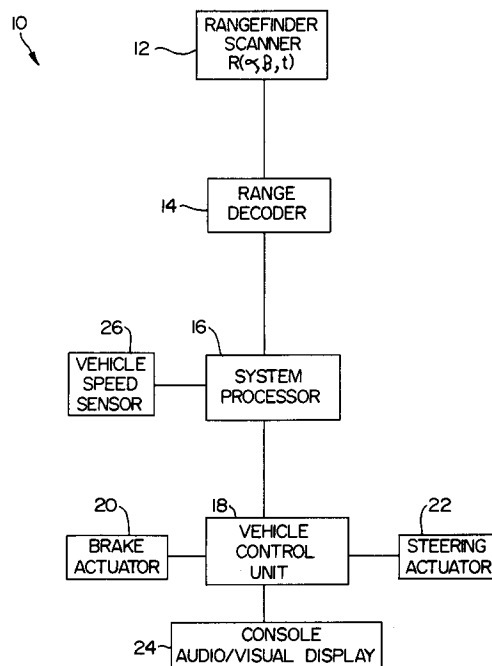 10
12
RANGEFINDER
SCANNER
R(α,β,t)
14
RANGE
DECODER
26
VEHICLE
SPEED
SENSOR
16
SYSTEM
PROCESSOR
20
BRAKE
ACTUATOR
18
VEHICLE
CONTROL
UNIT
22
STEERING
ACTUATOR
24
CONSOLE
AUDIO/VISUAL DISPLAY